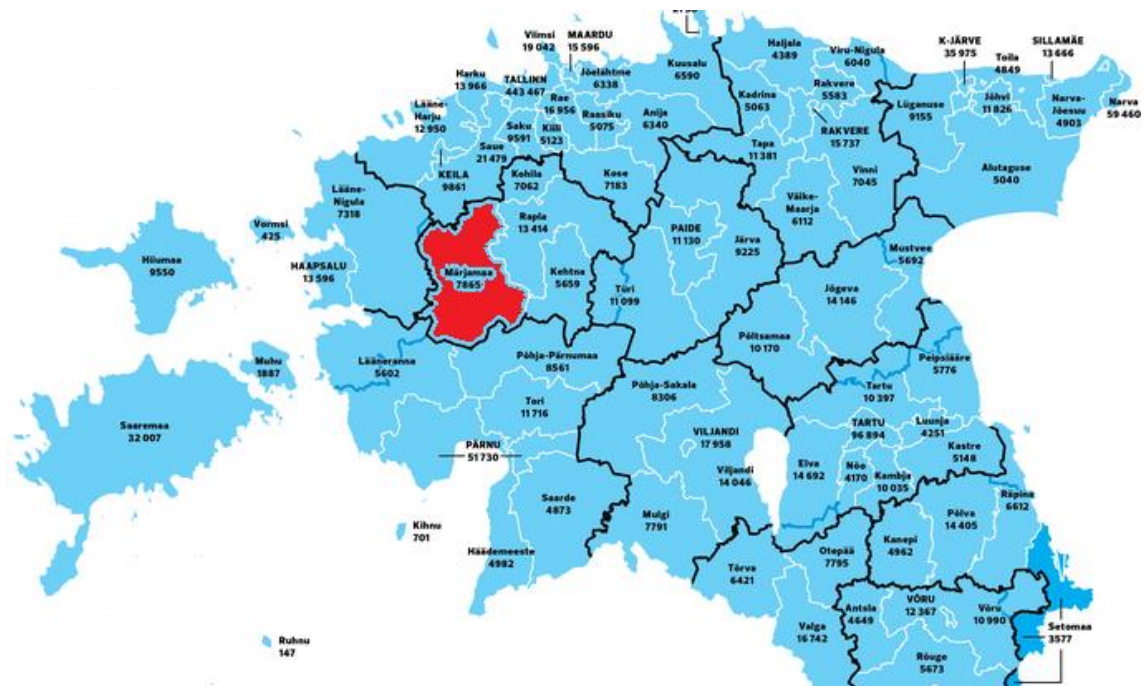 2798
Viimsi
19 042
MAARDU
15 596
Haljala
4389
Viru-Nigula
6040
K-JÄRVE
35 975
Toila
4849
SILLAMÄE
13 666
Harku
13 966
TALLINN
443 467
Jõelähtme
6338
Kuusalu
6590
Rakvere
5583
Kadrina
5063
Lääne-
Harju
12 950
Rae
16 956
Raasiku
5075
Anija
6340
Lüganuse
9155
Jõhvi
11 826
Narva-
Jõesuu
4903
Narva
59 460
Saku
9591
Kiili
5123
Saue
21 479
RAKVERE
15 737
Tapa
11 381
KEILA
9861
Kohila
7062
Kose
7183
Vinni
7045
Alutaguse
5040
Lääne-
Nigula
7318
Väike-
Maarja
6112
Vormsi
425
Rapla
13 414
PAIDE
11 130
Järva
9225
Mustvee
5692
Hiiumaa
9550
HAAPSALU
13 596
Märjamaa
7865
Kehtna
5659
Türi
11 099
Jõgeva
14 146
Põltsamaa
10 170
Muhu
1887
Lääneranna
5602
Põhja-Pärnumaa
8561
Põhja-Sakala
8306
Peipsiääre
5776
Tartu
10 397
Tori
11 716
Saaremaa
32 007
TARTU
96 894
Luunja
4251
VILJANDI
17 958
PÄRNU
51 730
Kastre
5148
Viljandi
14 046
Elva
14 692
Nõo
4170
Kambja
10 035
Saarde
4873
Mulgi
7791
Räpina
6612
Põlva
14 405
Kihnu
701
Kanepi
4962
Otepää
7795
Häädemeeste
4982
Tõrva
6421
Antsla
4649
VÕRU
12 367
Võru
10 990
Valga
16 742
Setomaa
3577
Ruhnu
147
Rõuge
5673